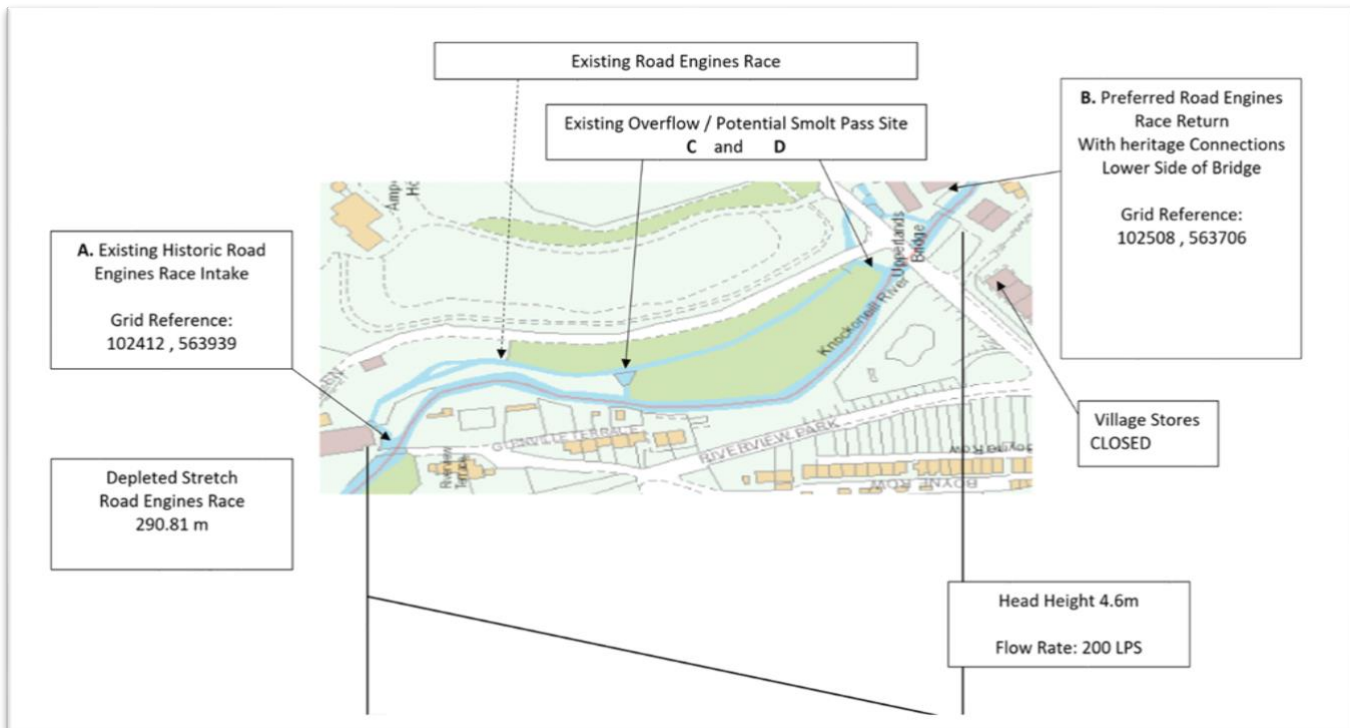 Existing Road Engines Race
Existing Overflow / Potential Smolt Pass Site
C and D
B. Preferred Road Engines
Race Return
With heritage Connections
Lower Side of Bridge
Grid Reference:
102508 , 563706
A. Existing Historic Road
Engines Race Intake
Grid Reference:
102412 , 563939
Upperlands
Bridge
Knockoneill River
RIVERVIEW PARK
BOYNE ROW
Village Stores
CLOSED
Depleted Stretch
Road Engines Race
290.81 m
Head Height 4.6m
Flow Rate: 200 LPS